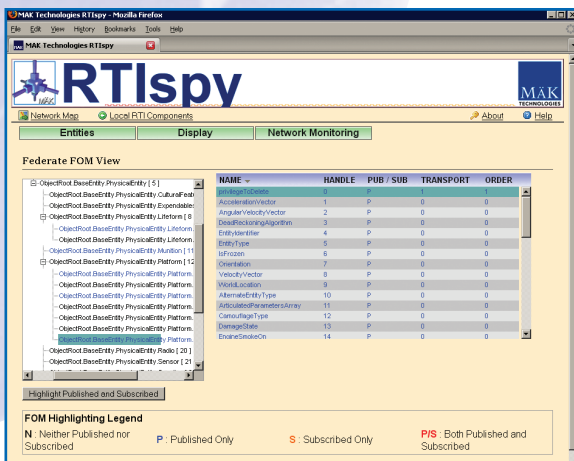 MAK Technologies RTIspy - Mozilla Firefox
File Edit View History Bookmarks Tools Help
MAK Technologies RTIspy
RTIspy
MÄK
TECHNOLOGIES
Network Map Local RTI Components About Help
Entities Display Network Monitoring
Federate FOM View
ObjectRoot.BaseEntity.PhysicalEntity [ 5 ]
ObjectRoot.BaseEntity.PhysicalEntity.CulturalFeat
ObjectRoot.BaseEntity.PhysicalEntity.Expendables
ObjectRoot.BaseEntity.PhysicalEntity.Lifeform [ 8
ObjectRoot.BaseEntity.PhysicalEntity.Lifeform.
ObjectRoot.BaseEntity.PhysicalEntity.Lifeform.
ObjectRoot.BaseEntity.PhysicalEntity.Munition [ 11
ObjectRoot.BaseEntity.PhysicalEntity.Platform [ 12
ObjectRoot.BaseEntity.PhysicalEntity.Platform.
ObjectRoot.BaseEntity.PhysicalEntity.Platform.
ObjectRoot.BaseEntity.PhysicalEntity.Platform.
ObjectRoot.BaseEntity.PhysicalEntity.Platform.
ObjectRoot.BaseEntity.PhysicalEntity.Platform.
ObjectRoot.BaseEntity.PhysicalEntity.Platform.
ObjectRoot.BaseEntity.PhysicalEntity.Radio [ 20 ]
ObjectRoot.BaseEntity.PhysicalEntity.Sensor [ 21
NAME HANDLE PUB / SUB TRANSPORT ORDER
privilegeToDelete 0 P 1 1
AccelerationVector 1 P 0 0
AngularVelocityVector 2 P 0 0
DeadReckoningAlgorithm 3 P 0 0
EntityIdentifier 4 P 0 0
EntityType 5 P 0 0
IsFrozen 6 P 0 0
Orientation 7 P 0 0
VelocityVector 8 P 0 0
WorldLocation 9 P 0 0
AlternateEntityType 10 P 0 0
ArticulatedParametersArray 11 P 0 0
CamouflageType 12 P 0 0
DamageState 13 P 0 0
EngineSmokeOn 14 P 0 0
Highlight Published and Subscribed
FOM Highlighting Legend
N : Neither Published nor Subscribed P : Published Only S : Subscribed Only P/S : Both Published and Subscribed